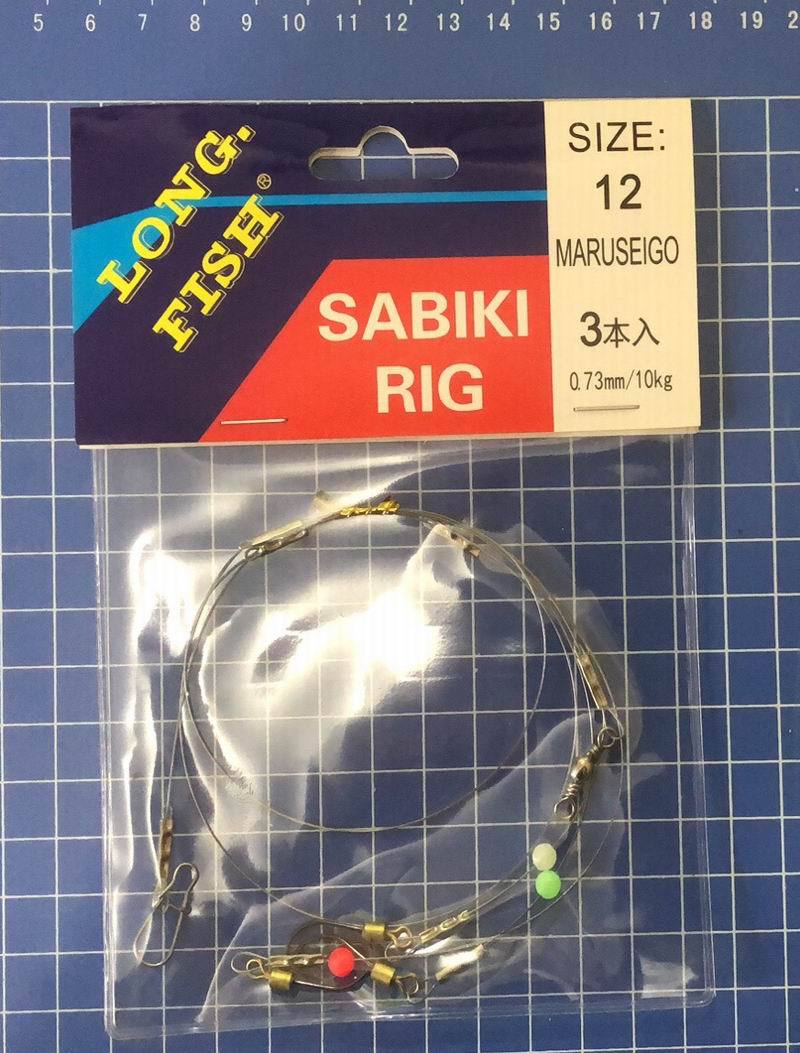 5 6 7 8 9 10 11 12 13 14 15 16 17 18 19 2
LONG.
FISH®
SABIKI
RIG
SIZE:
12
MARUSEIGO
3本入
0.73mm/10kg